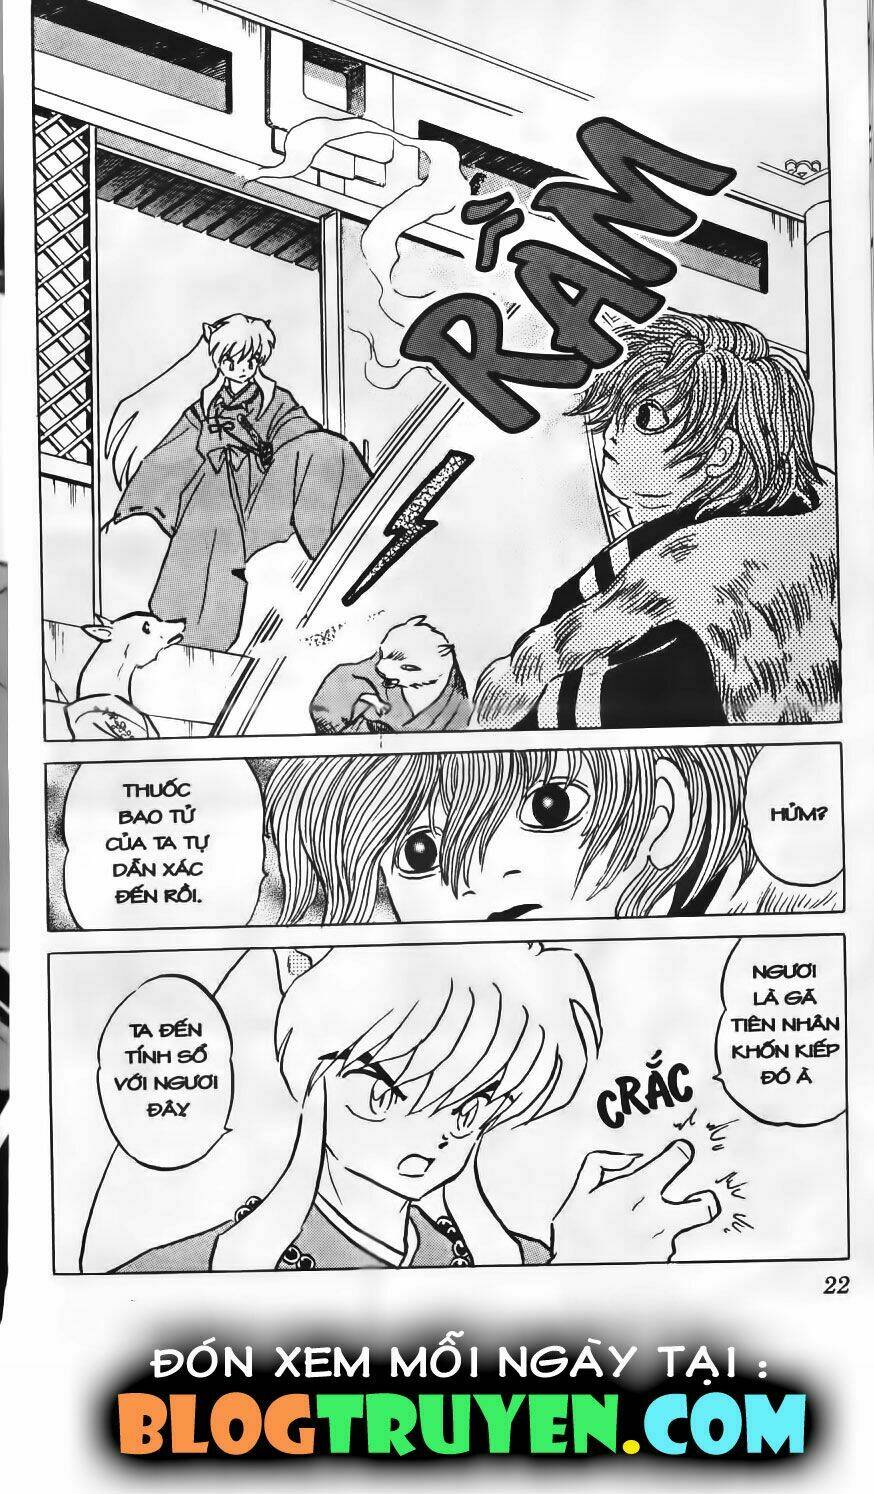 RẦM
HỬM?
THUỐC
BAO TỬ
CỦA TA TỰ
DẪN XÁC
ĐẾN RỒI.
NGƯƠI
LÀ GÃ
TIÊN NHÂN
KHỐN KIẾP
ĐÓ À
CRẮC
TA ĐẾN
TÍNH SỔ
VỚI NGƯƠI
ĐÂY.
22
ĐÓN XEM MỖI NGÀY TẠI :
BLOGTRUYEN.COM